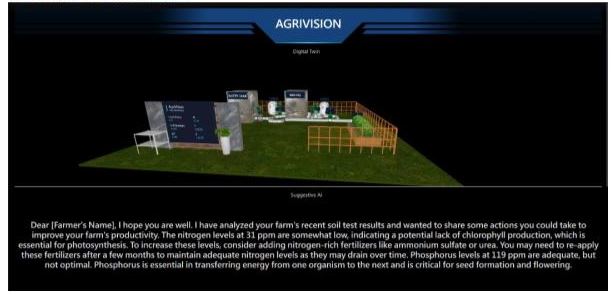 AGRIVISION
Digital Twin
Suggestive AI
Dear [Farmer's Name], I hope you are well. I have analyzed your farm's recent soil test results and wanted to share some actions you could take to
improve your farm's productivity. The nitrogen levels at 31 ppm are somewhat low, indicating a potential lack of chlorophyll production, which is
essential for photosynthesis. To increase these levels, consider adding nitrogen-rich fertilizers like ammonium sulfate or urea. You may need to re-apply
these fertilizers after a few months to maintain adequate nitrogen levels as they may drain over time. Phosphorus levels at 119 ppm are adequate, but
not optimal. Phosphorus is essential in transferring energy from one organism to the next and is critical for seed formation and flowering.